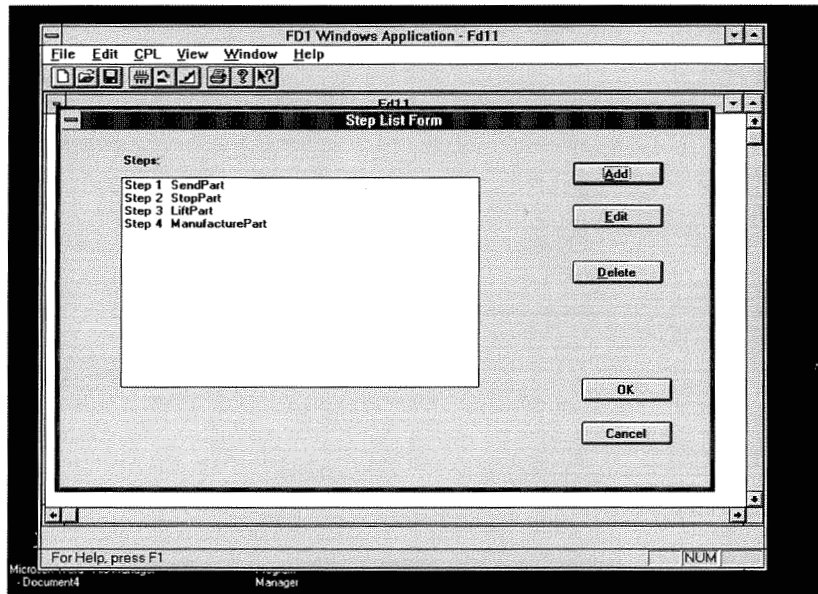 FD1 Windows Application - Fd11
File Edit CPL View Window Help
Fd11
Step List Form
Steps:
Step 1 SendPart
Step 2 StopPart
Step 3 LiftPart
Step 4 ManufacturePart
Add
Edit
Delete
OK
Cancel
For Help, press F1
NUM
- Document4
Manager